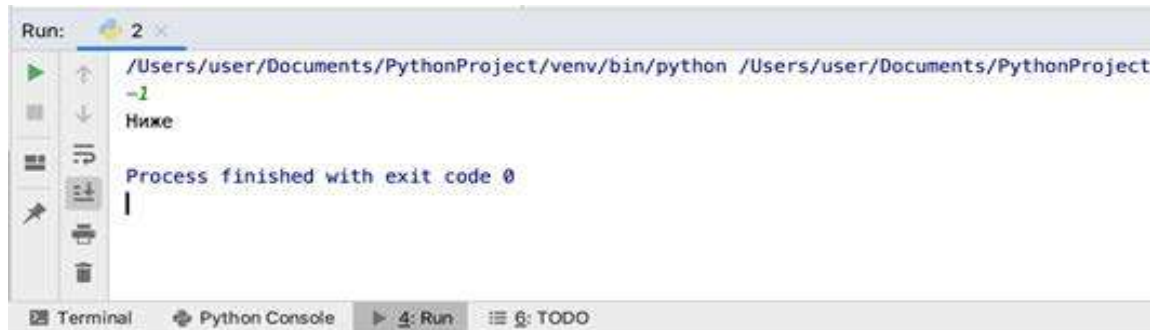 Run: 2
/Users/user/Documents/PythonProject/venv/bin/python /Users/user/Documents/PythonProject
-1
Ниже
Process finished with exit code 0
Terminal Python Console 4: Run 6: TODO